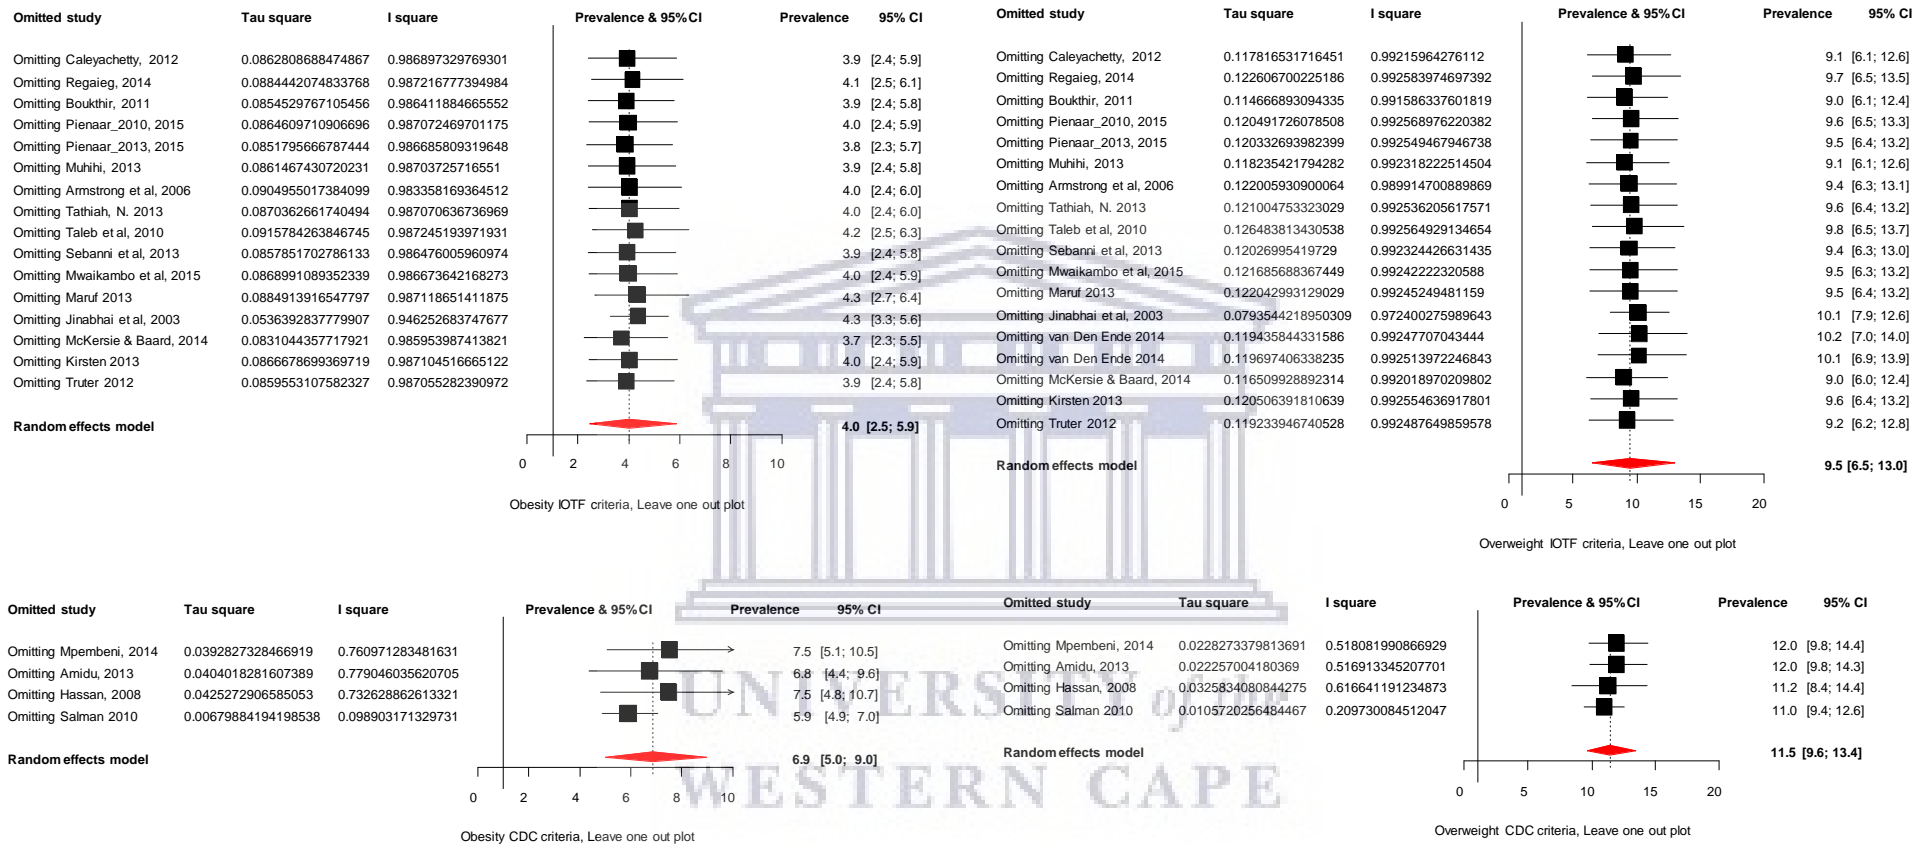 Omitted study Tau square I square Prevalence & 95%CI Prevalence 95% CI
Omitting Caleyachetty, 2012 0.0862808688474867 0.986897329769301 3.9 [2.4; 5.9]
Omitting Regaieg, 2014 0.0884442074833768 0.987216777394984 4.1 [2.5; 6.1]
Omitting Boukthir, 2011 0.0854529767105456 0.986411884665552 3.9 [2.4; 5.8]
Omitting Pienaar_2010, 2015 0.0864609710906696 0.987072469701175 4.0 [2.4; 5.9]
Omitting Pienaar_2013, 2015 0.0851795666787444 0.986685809319648 3.8 [2.3; 5.7]
Omitting Muhihi, 2013 0.0861467430720231 0.98703725716551 3.9 [2.4; 5.8]
Omitting Armstrong et al, 2006 0.0904955017384099 0.983358169364512 4.0 [2.4; 6.0]
Omitting Tathiah, N. 2013 0.0870362661740494 0.987070636736969 4.0 [2.4; 6.0]
Omitting Taleb et al, 2010 0.0915784263846745 0.987245193971931 4.2 [2.5; 6.3]
Omitting Sebanni et al, 2013 0.0857851702786133 0.986476005960974 3.9 [2.4; 5.8]
Omitting Mwaikambo et al, 2015 0.0868991089352339 0.986673642168273 4.0 [2.4; 5.9]
Omitting Maruf 2013 0.0884913916547797 0.987118651411875 4.3 [2.7; 6.4]
Omitting Jinabhai et al, 2003 0.0536392837779907 0.946252683747677 4.3 [3.3; 5.6]
Omitting McKersie & Baard, 2014 0.0831044357717921 0.985953987413821 3.7 [2.3; 5.5]
Omitting Kirsten 2013 0.0866678699369719 0.987104516665122 4.0 [2.4; 5.9]
Omitting Truter 2012 0.0859553107582327 0.987055282390972 3.9 [2.4; 5.8]
Random effects model 4.0 [2.5; 5.9]
0 2 4 6 8 10
Obesity IOTF criteria, Leave one out plot
Omitted study Tau square I square Prevalence & 95%CI Prevalence 95% CI
Omitting Caleyachetty, 2012 0.117816531716451 0.99215964276112 9.1 [6.1; 12.6]
Omitting Regaieg, 2014 0.122606700225186 0.992583974697392 9.7 [6.5; 13.5]
Omitting Boukthir, 2011 0.114666893094335 0.991586337601819 9.0 [6.1; 12.4]
Omitting Pienaar_2010, 2015 0.120491726078508 0.992568976220382 9.6 [6.5; 13.3]
Omitting Pienaar_2013, 2015 0.120332693982399 0.992549467946738 9.5 [6.4; 13.2]
Omitting Muhihi, 2013 0.118235421794282 0.992318222514504 9.1 [6.1; 12.6]
Omitting Armstrong et al, 2006 0.122005930900064 0.989914700889869 9.4 [6.3; 13.1]
Omitting Tathiah, N. 2013 0.121004753323029 0.992536205617571 9.6 [6.4; 13.2]
Omitting Taleb et al, 2010 0.126483813430538 0.992564929134654 9.8 [6.5; 13.7]
Omitting Sebanni et al, 2013 0.12026995419729 0.992324426631435 9.4 [6.3; 13.0]
Omitting Mwaikambo et al, 2015 0.121685688367449 0.99242222320588 9.5 [6.3; 13.2]
Omitting Maruf 2013 0.122042993129029 0.99245249481159 9.5 [6.4; 13.2]
Omitting Jinabhai et al, 2003 0.0793544218950309 0.972400275989643 10.1 [7.9; 12.6]
Omitting van Den Ende 2014 0.119435844331586 0.99247707043444 10.2 [7.0; 14.0]
Omitting van Den Ende 2014 0.119697406338235 0.992513972246843 10.1 [6.9; 13.9]
Omitting McKersie & Baard, 2014 0.116509928892314 0.992018970209802 9.0 [6.0; 12.4]
Omitting Kirsten 2013 0.120506391810639 0.992554636917801 9.6 [6.4; 13.2]
Omitting Truter 2012 0.119233946740528 0.992487649859578 9.2 [6.2; 12.8]
Random effects model 9.5 [6.5; 13.0]
0 5 10 15 20
Overweight IOTF criteria, Leave one out plot
Omitted study Tau square I square Prevalence & 95%CI Prevalence 95% CI
Omitting Mpembeni, 2014 0.0392827328466919 0.760971283481631 7.5 [5.1; 10.5]
Omitting Amidu, 2013 0.0404018281607389 0.779046035620705 6.8 [4.4; 9.6]
Omitting Hassan, 2008 0.0425272906585053 0.732628862613321 7.5 [4.8; 10.7]
Omitting Salman 2010 0.00679884194198538 0.098903171329731 5.9 [4.9; 7.0]
Random effects model 6.9 [5.0; 9.0]
0 2 4 6 8 10
Obesity CDC criteria, Leave one out plot
Omitted study Tau square I square Prevalence & 95%CI Prevalence 95% CI
Omitting Mpembeni, 2014 0.0228273379813691 0.518081990866929 12.0 [9.8; 14.4]
Omitting Amidu, 2013 0.022257004180369 0.516913345207701 12.0 [9.8; 14.3]
Omitting Hassan, 2008 0.0325834080844275 0.616641191234873 11.2 [8.4; 14.4]
Omitting Salman 2010 0.0105720256484467 0.209730084512047 11.0 [9.4; 12.6]
Random effects model 11.5 [9.6; 13.4]
0 5 10 15 20
Overweight CDC criteria, Leave one out plot
UNIVERSITY of the
WESTERN CAPE